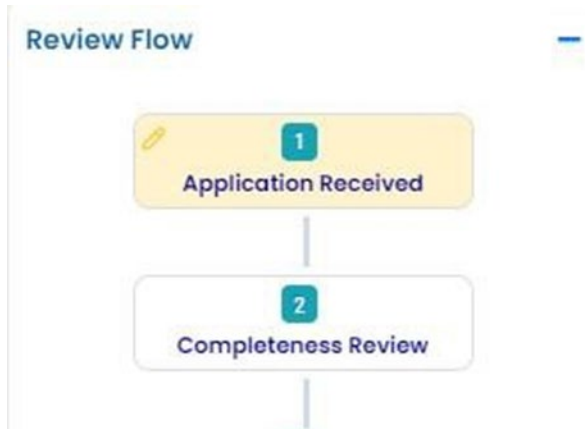 Review Flow
1
Application Received
2
Completeness Review